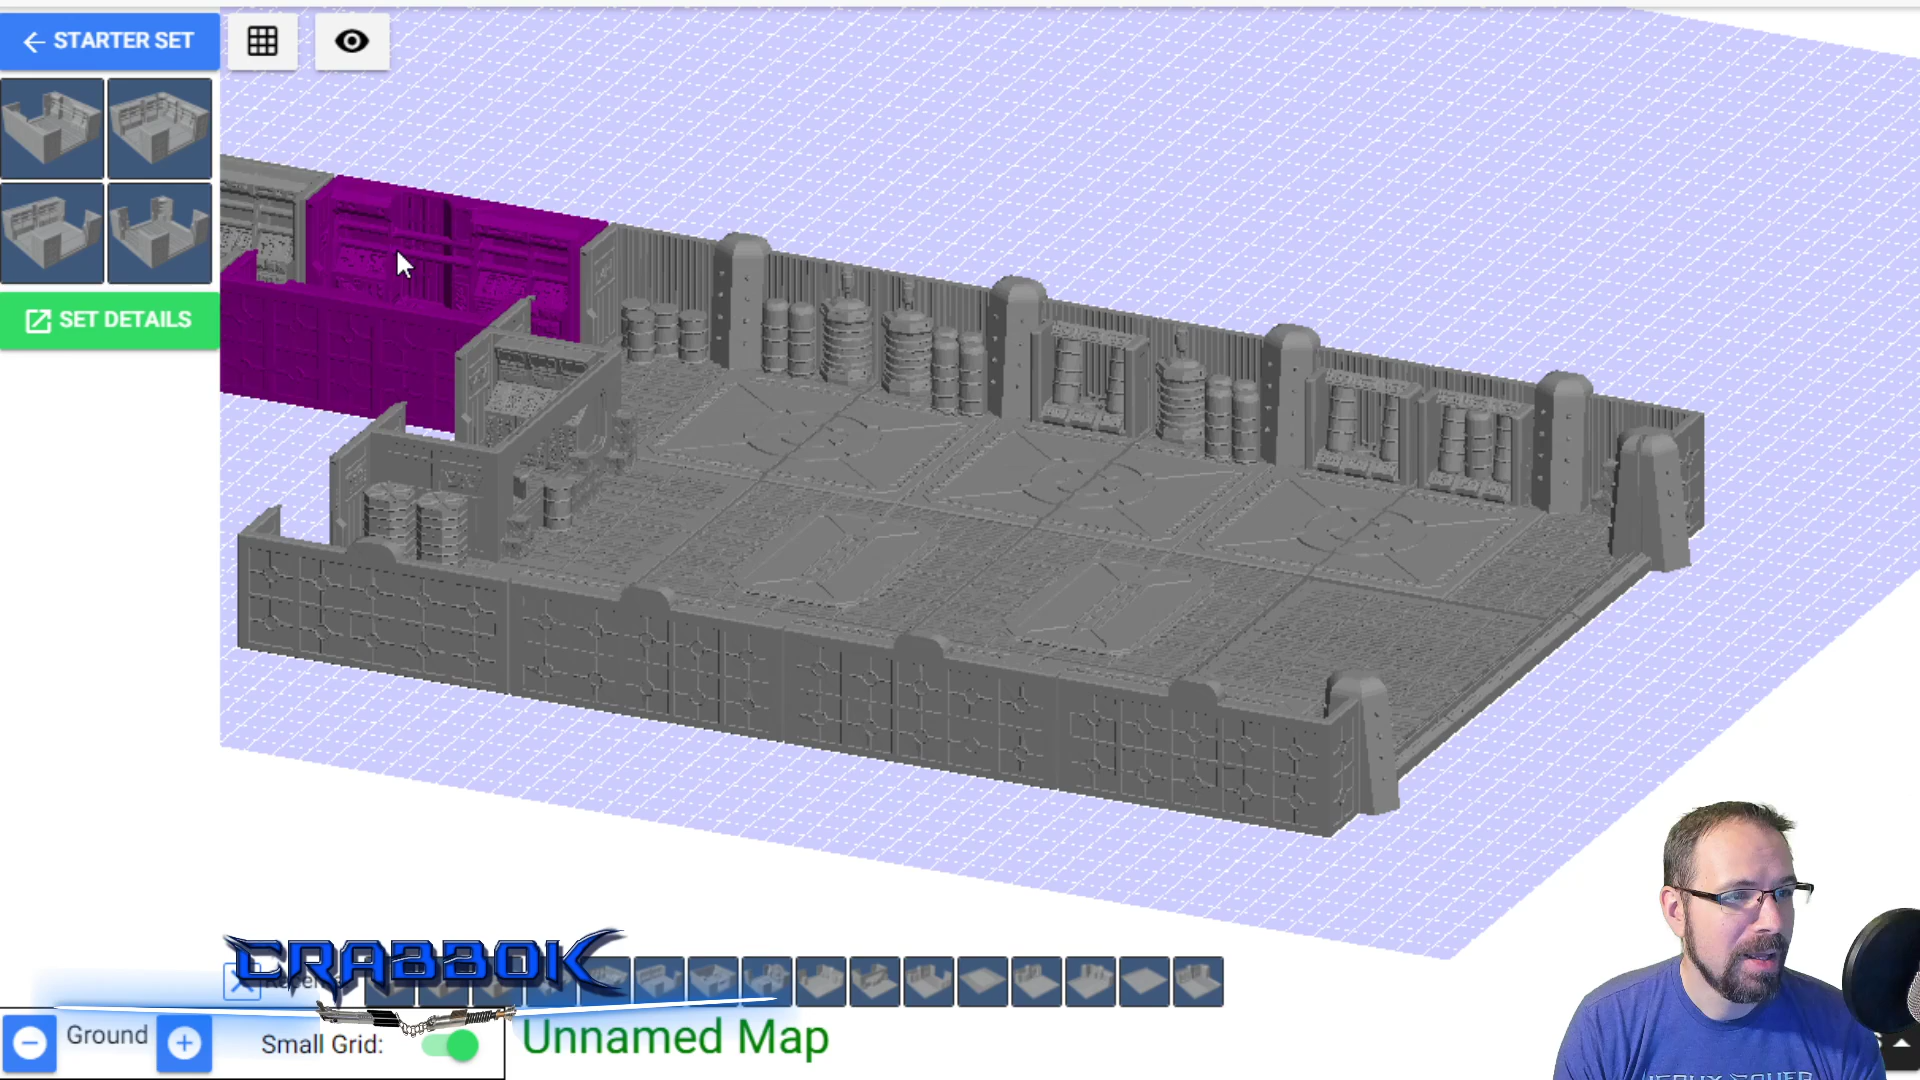 STARTER SET
SET DETAILS
CRABBOK
Ground
Small Grid:
Unnamed Map